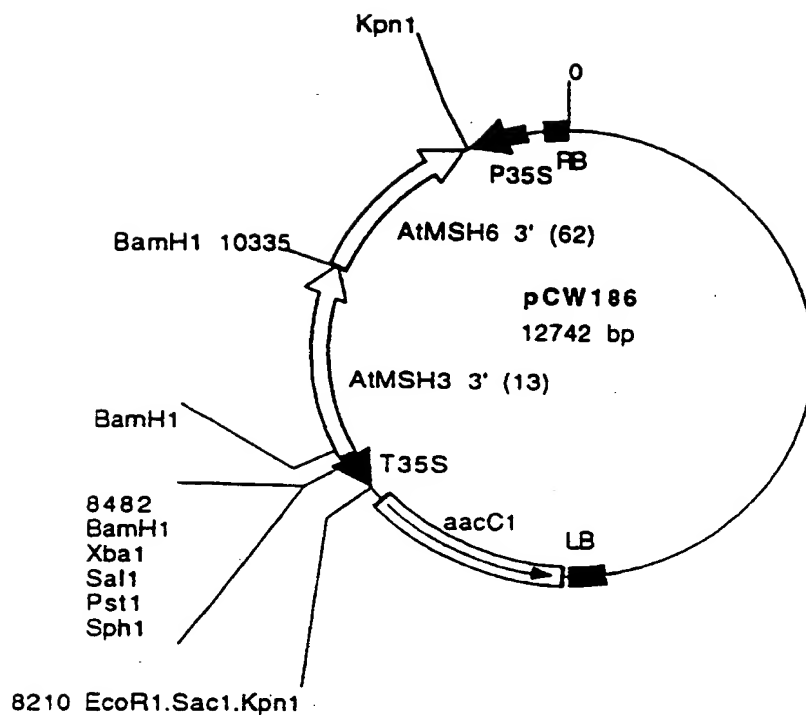 Kpn1
0
P35S
RB
AtMSH6 3' (62)
BamH1 10335
pCW186
12742 bp
AtMSH3 3' (13)
BamH1
T35S
8482
BamH1
Xba1
Sal1
Pst1
Sph1
aacC1
LB
8210 EcoR1.Sac1.Kpn1